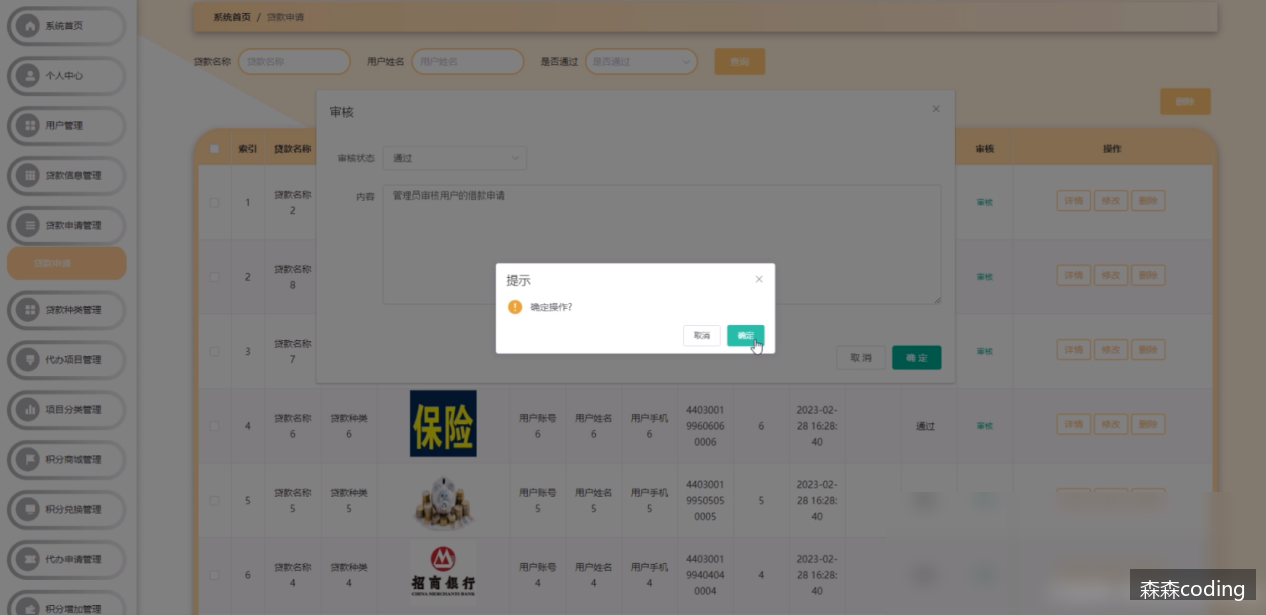 系统首页
系统首页 / 贷款申请
个人中心
用户管理
贷款信息管理
贷款申请管理
贷款申请
贷款种类管理
代办项目管理
项目分类管理
积分商城管理
积分兑换管理
代办申请管理
积分增加管理
贷款名称 贷款名称 用户姓名 用户姓名 是否通过 是否通过 查询
删除
索引 贷款名称 审核 操作
审核
审核状态 通过
内容 管理员审核用户的借款申请
取消 确定
提示
确定操作?
取消 确定
1 贷款名称
2
审核 详情 修改 删除
2 贷款名称
8
审核 详情 修改 删除
3 贷款名称
7
审核 详情 修改 删除
4 贷款名称
6
贷款种类
6
保险
用户账号
6
用户姓名
6
用户手机
6
4403001
9960606
0006
6
2023-02-
28 16:28:
40
通过 审核 详情 修改 删除
5 贷款名称
5
贷款种类
5
用户账号
5
用户姓名
5
用户手机
5
4403001
9950505
0005
5
2023-02-
28 16:28:
40
6 贷款名称
4
贷款种类
4
招商银行
CHINA MERCHANTS BANK
用户账号
4
用户姓名
4
用户手机
4
4403001
9940404
0004
4
2023-02-
28 16:28:
40
森森coding